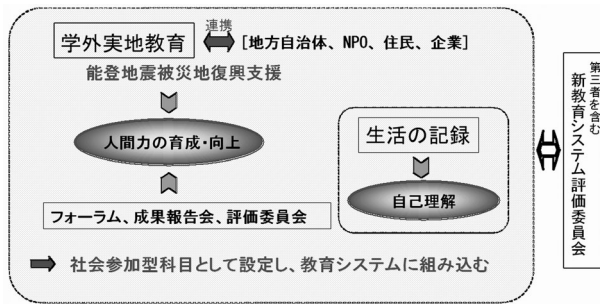 連携
学外実地教育
[地方自治体、NPO、住民、企業]
能登地震被災地復興支援
人間力の育成・向上
フォーラム、成果報告会、評価委員会
生活の記録
自己理解
社会参加型科目として設定し、教育システムに組み込む
第三者を含む
新教育システム評価委員会